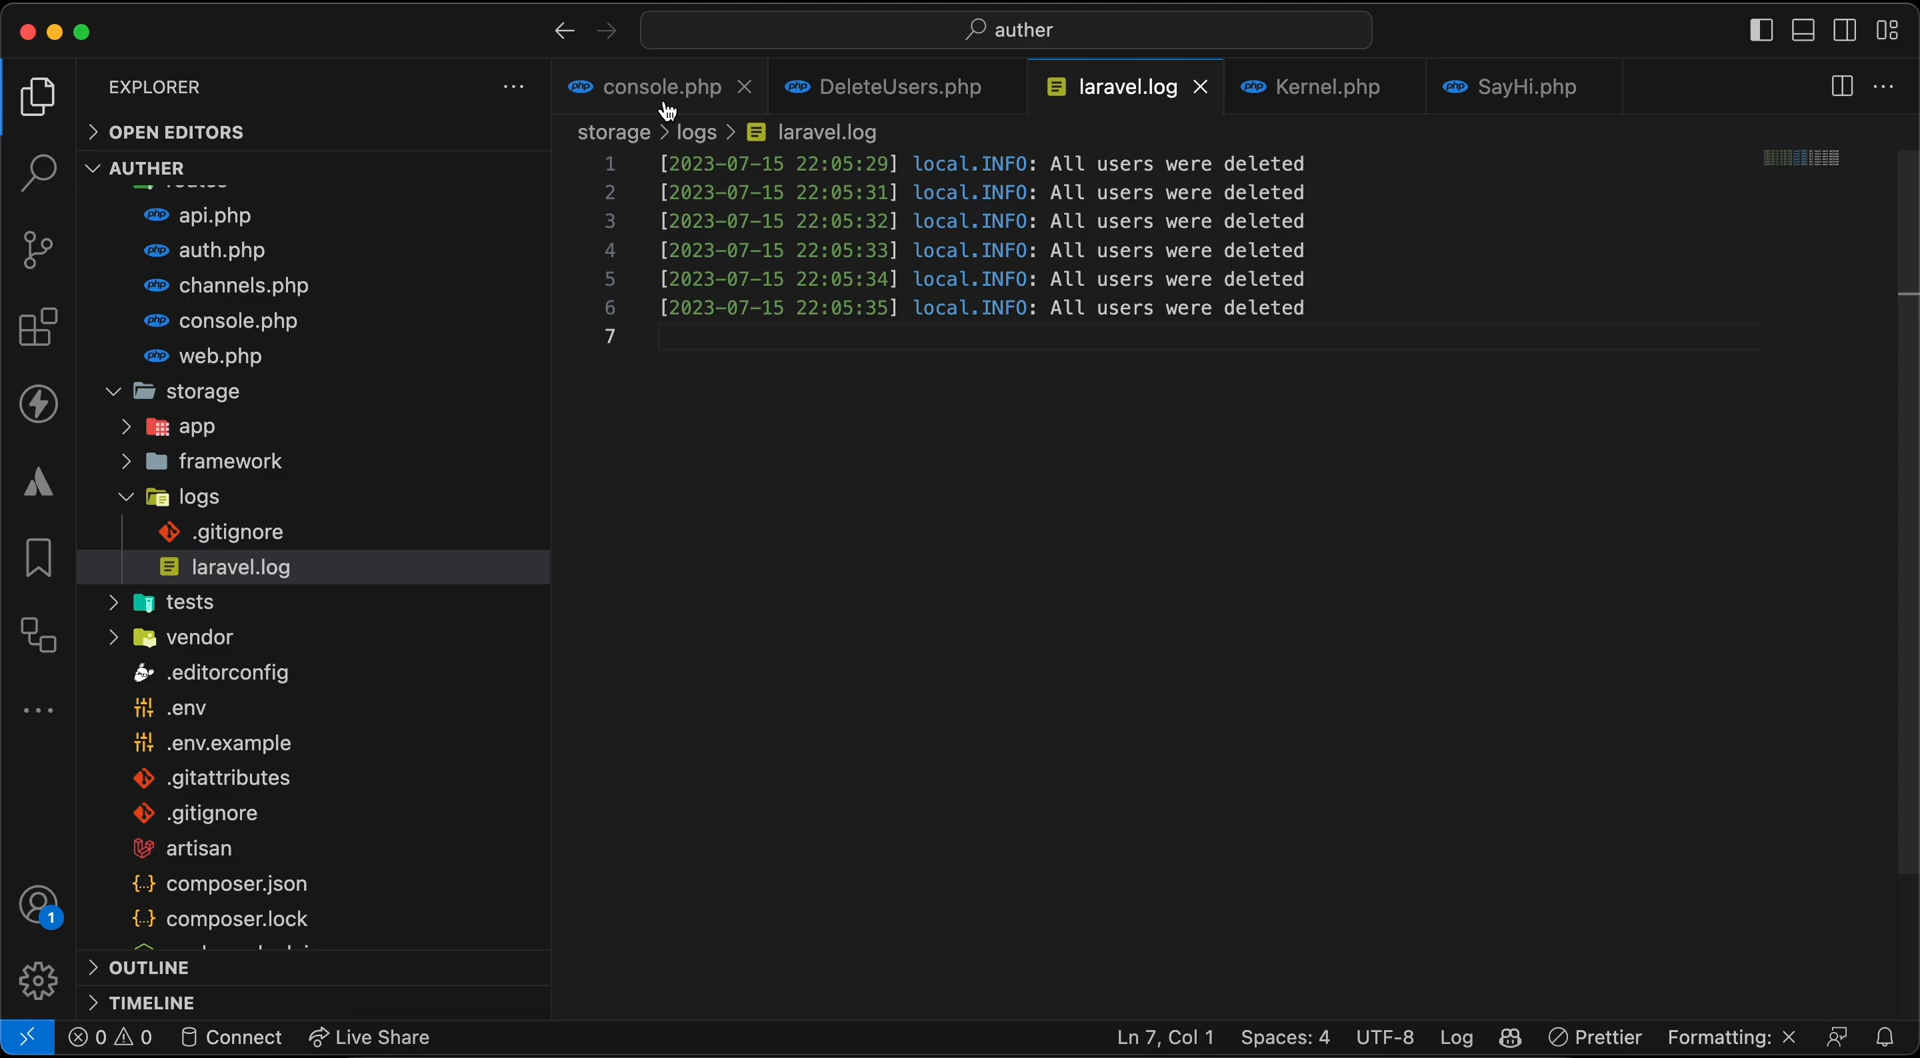 auther
EXPLORER
OPEN EDITORS
AUTHER
api.php
auth.php
channels.php
console.php
web.php
storage
app
framework
logs
.gitignore
laravel.log
tests
vendor
.editorconfig
.env
.env.example
.gitattributes
.gitignore
artisan
composer.json
composer.lock
OUTLINE
TIMELINE
console.php
DeleteUsers.php
laravel.log
Kernel.php
SayHi.php
storage > logs > laravel.log
1 [2023-07-15 22:05:29] local.INFO: All users were deleted
2 [2023-07-15 22:05:31] local.INFO: All users were deleted
3 [2023-07-15 22:05:32] local.INFO: All users were deleted
4 [2023-07-15 22:05:33] local.INFO: All users were deleted
5 [2023-07-15 22:05:34] local.INFO: All users were deleted
6 [2023-07-15 22:05:35] local.INFO: All users were deleted
7
1
0 0 Connect Live Share
Ln 7, Col 1 Spaces: 4 UTF-8 Log Prettier Formatting: ×